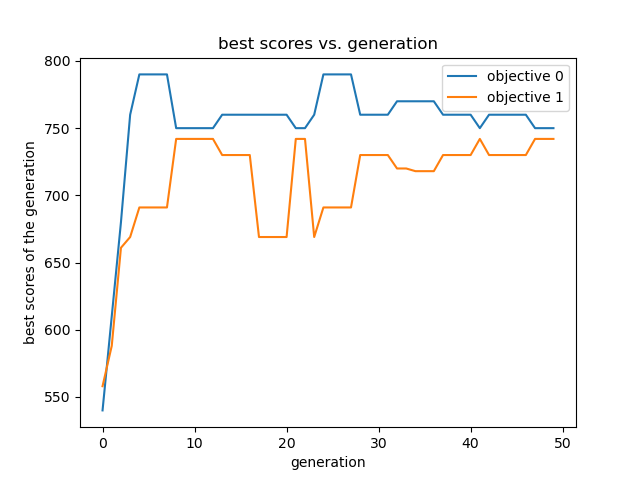 best scores vs. generation
objective 0
objective 1
best scores of the generation
800
750
700
650
600
550
0 10 20 30 40 50
generation